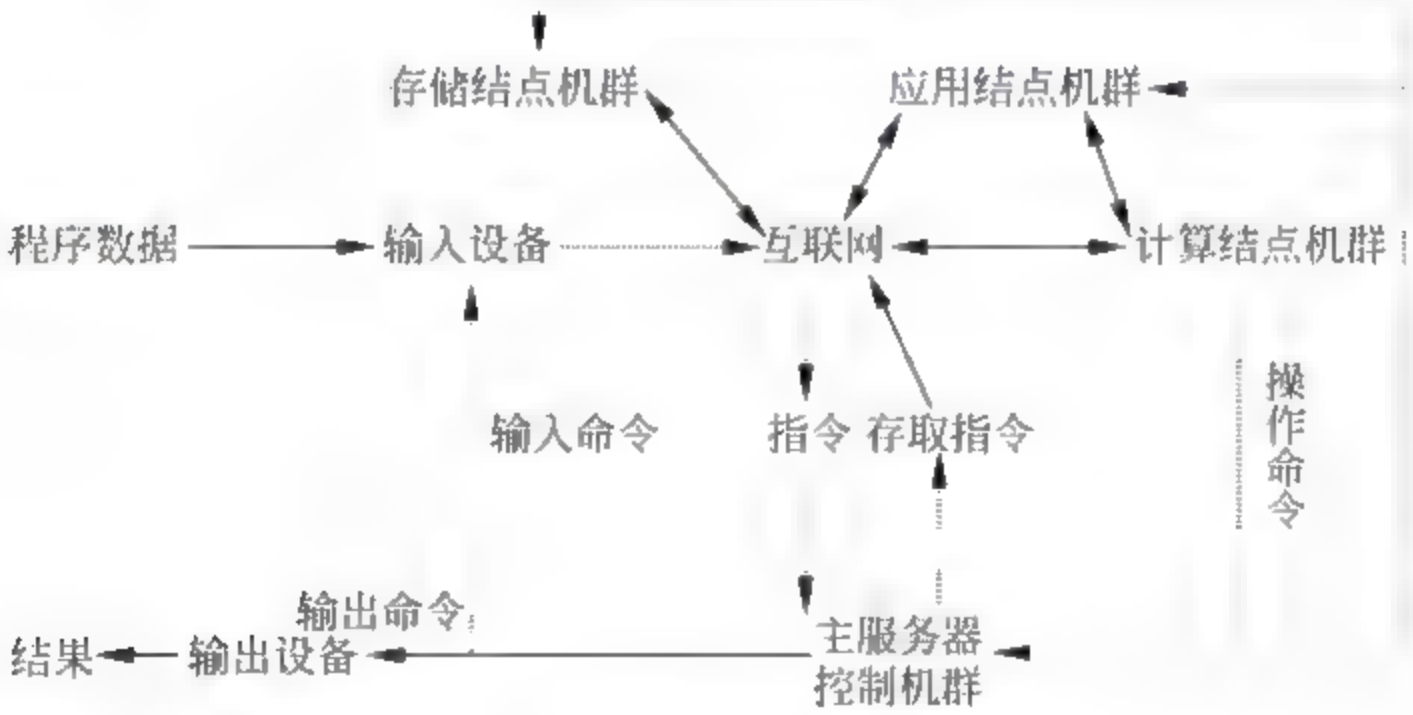 存储结点机群
应用结点机群
程序数据
输入设备
互联网
计算结点机群
输入命令
指令
存取指令
操作命令
输出命令
结果
输出设备
主服务器
控制机群